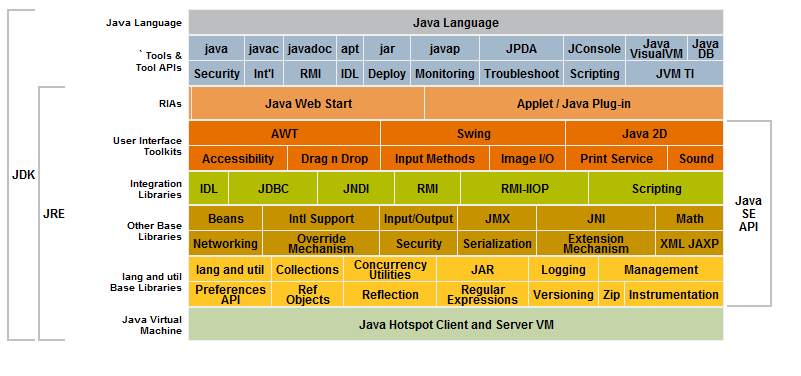 Java Language Java Language
` Tools & Tool APIs java javac javadoc apt jar javap JPDA JConsole Java VisualVM Java DB
Security Int'l RMI IDL Deploy Monitoring Troubleshoot Scripting JVM TI
RIAs Java Web Start Applet / Java Plug-in
User Interface Toolkits AWT Swing Java 2D
Accessibility Drag n Drop Input Methods Image I/O Print Service Sound
JDK
JRE
Integration Libraries IDL JDBC JNDI RMI RMI-IIOP Scripting
Java SE API
Other Base Libraries Beans Intl Support Input/Output JMX JNI Math
Networking Override Mechanism Security Serialization Extension Mechanism XML JAXP
lang and util Base Libraries lang and util Collections Concurrency Utilities JAR Logging Management
Preferences API Ref Objects Reflection Regular Expressions Versioning Zip Instrumentation
Java Virtual Machine Java Hotspot Client and Server VM